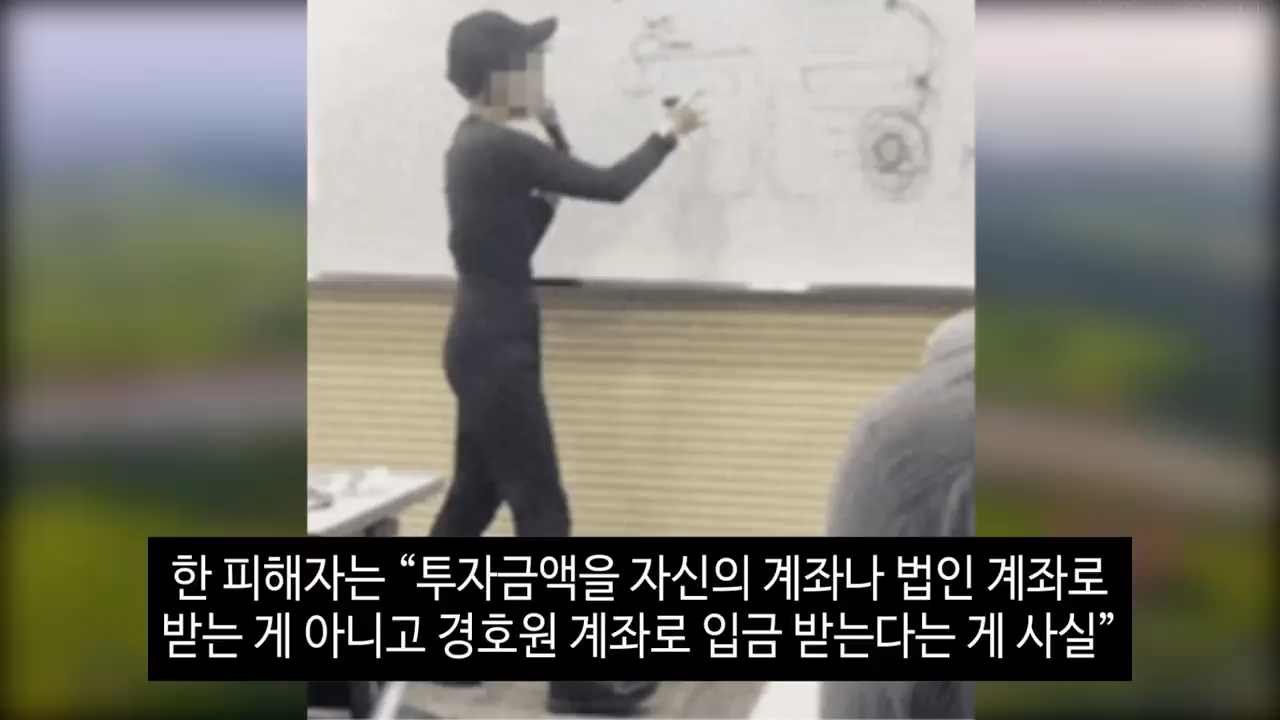 한 피해자는 “투자금액을 자신의 계좌나 법인 계좌로
받는 게 아니고 경호원 계좌로 입금 받는다는 게 사실”